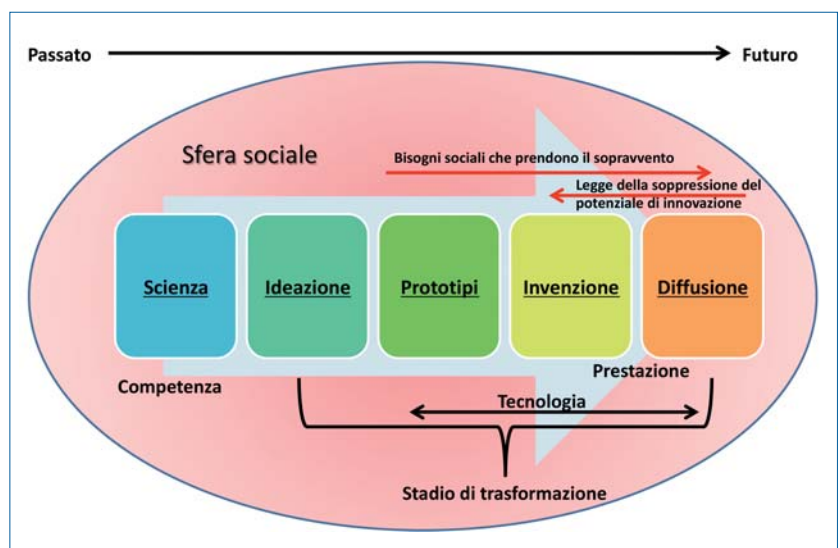 Passato
Futuro
Sfera sociale
Bisogni sociali che prendono il sopravvento
Legge della soppressione del
potenziale di innovazione
Scienza
Ideazione
Prototipi
Invenzione
Diffusione
Competenza
Prestazione
Tecnologia
Stadio di trasformazione